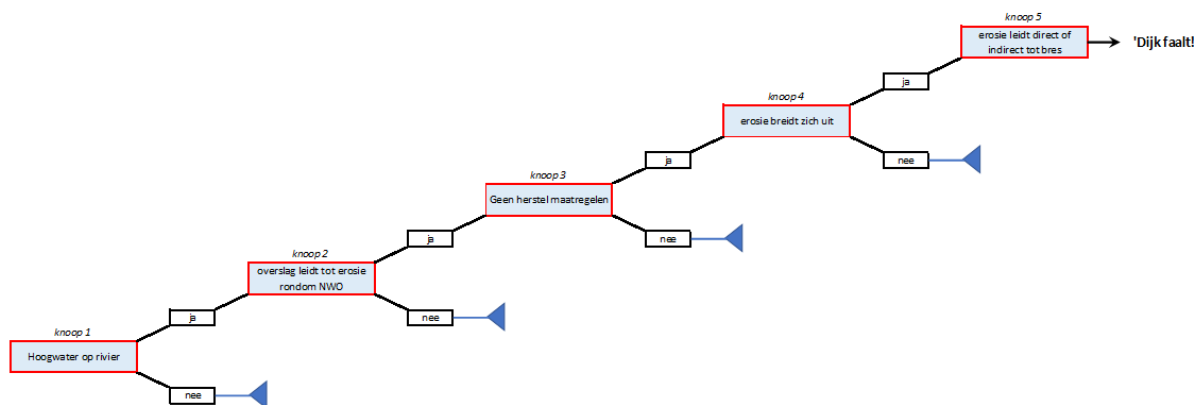 knoop 5
erosie leidt direct of
indirect tot bres
'Dijk faalt!
ja
knoop 4
erosie breidt zich uit
ja
nee
knoop 3
Geen herstel maatregelen
ja
nee
knoop 2
overslag leidt tot erosie
rondom NWO
ja
nee
knoop 1
Hoogwater op rivier
nee